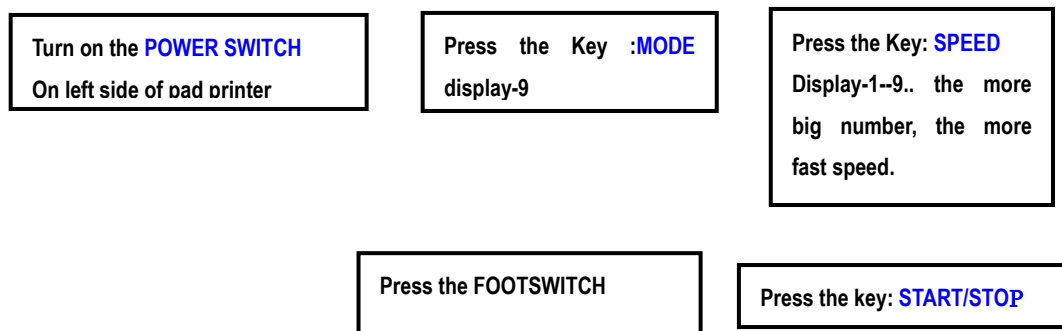 Turn on the POWER SWITCH
On left side of pad printer
Press the Key :MODE
display-9
Press the Key: SPEED
Display-1--9.. the more
big number, the more
fast speed.
Press the FOOTSWITCH
Press the key: START/STOP